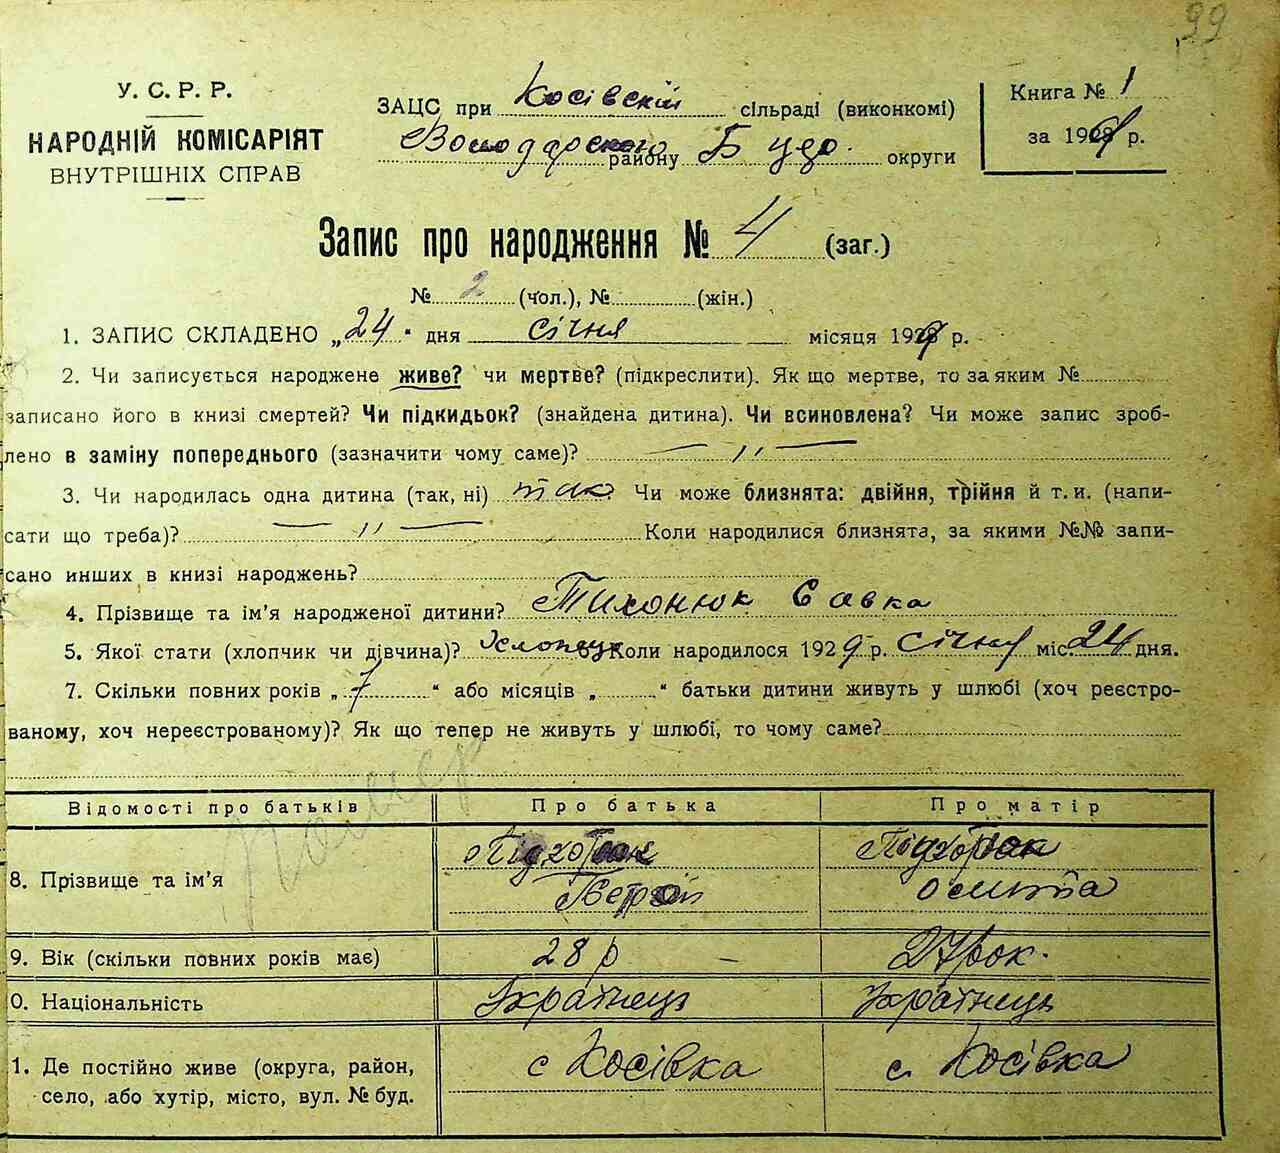 99
У. С. Р. Р.
НАРОДНІЙ КОМІСАРІЯТ
ВНУТРІШНІХ СПРАВ
ЗАЦС при Косівскій сільраді (виконкомі)
Володарского району Б Цер. округи
Книга № 1
за 1929 р.
Запис про народження № 4 (заг.)
№ 2 (чол.), № (жін.)
1. ЗАПИС СКЛАДЕНО „24" дня січня місяця 1929 р.
2. Чи записується народжене живе? чи мертве? (підкреслити). Як що мертве, то за яким №
записано його в книзі смертей? Чи підкидьок? (знайдена дитина). Чи всиновлена? Чи може запис зроб-
лено в заміну попереднього (зазначити чому саме)? — " —
3. Чи народилась одна дитина (так, ні) так Чи може близнята: двійня, трійня й т. и. (напи-
сати що треба)? — " — Коли народилися близнята, за якими №№ запи-
сано инших в книзі народжень?
4. Прізвище та ім'я народженої дитини? Тихонюк Савка
5. Якої стати (хлопчик чи дівчина)? Хлопець 6. Коли народилося 1929 р. січня міс. 24 дня.
7. Скільки повних років „7" або місяців „ " батьки дитини живуть у шлюбі (хоч реєстро-
ваному, хоч нереєстрованому)? Як що тепер не живуть у шлюбі, то чому саме?
Помер
Відомості про батьків Про батька Про матір
8. Прізвище та ім'я
9. Вік (скільки повних років має) 28 р — 27 рок.
0. Національність Украінець Украінець
1. Де постійно живе (округа, район, с Косівка с. Косівка
село, або хутір, місто, вул. № буд.